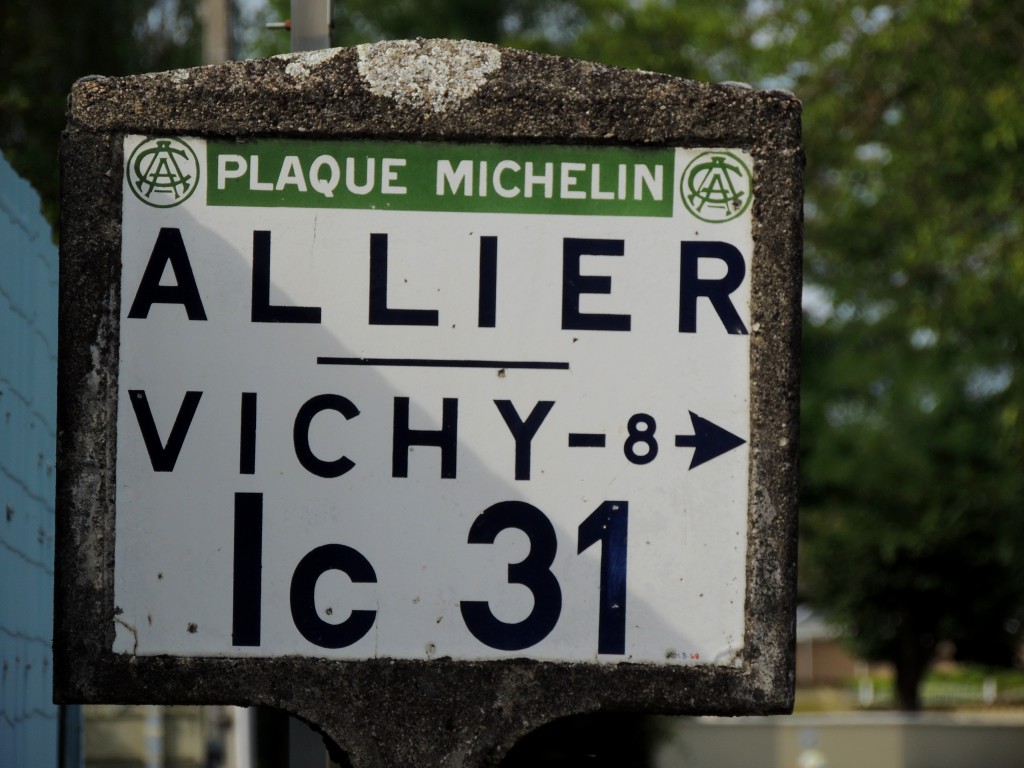 PLAQUE MICHELIN
ALLIER
VICHY-8→
Ic 31